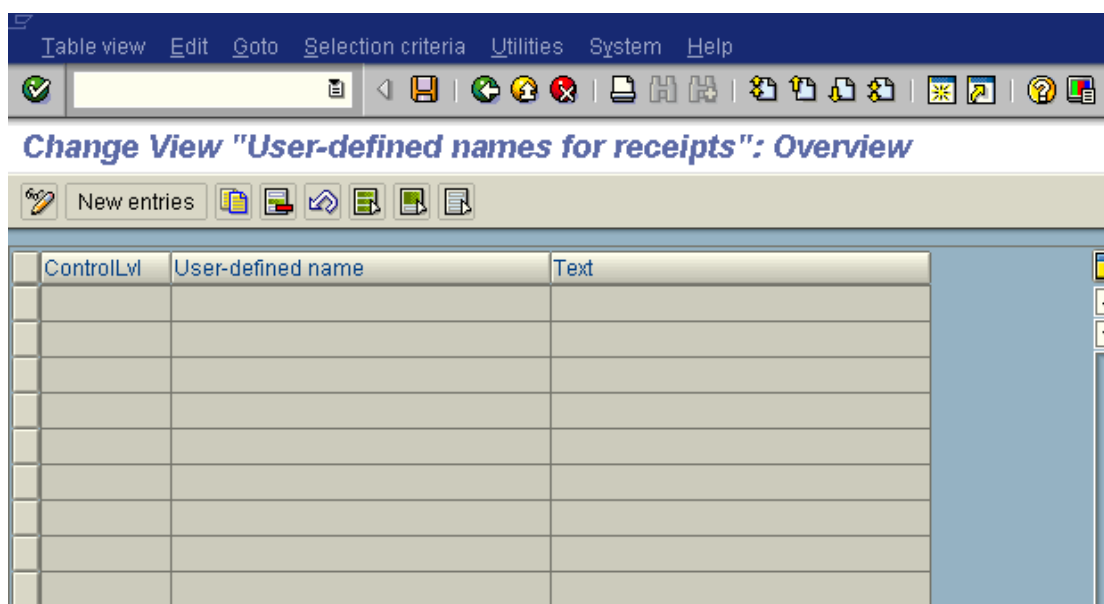 Table view Edit Goto Selection criteria Utilities System Help
Change View "User-defined names for receipts": Overview
New entries
ControlLvl User-defined name Text